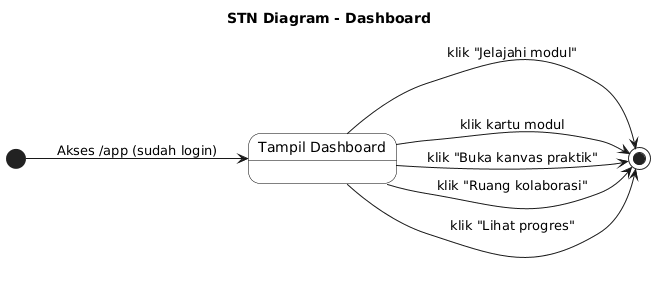 STN Diagram - Dashboard
klik "Jelajahi modul"
klik kartu modul
Akses /app (sudah login)
Tampil Dashboard
klik "Buka kanvas praktik"
klik "Ruang kolaborasi"
klik "Lihat progres"